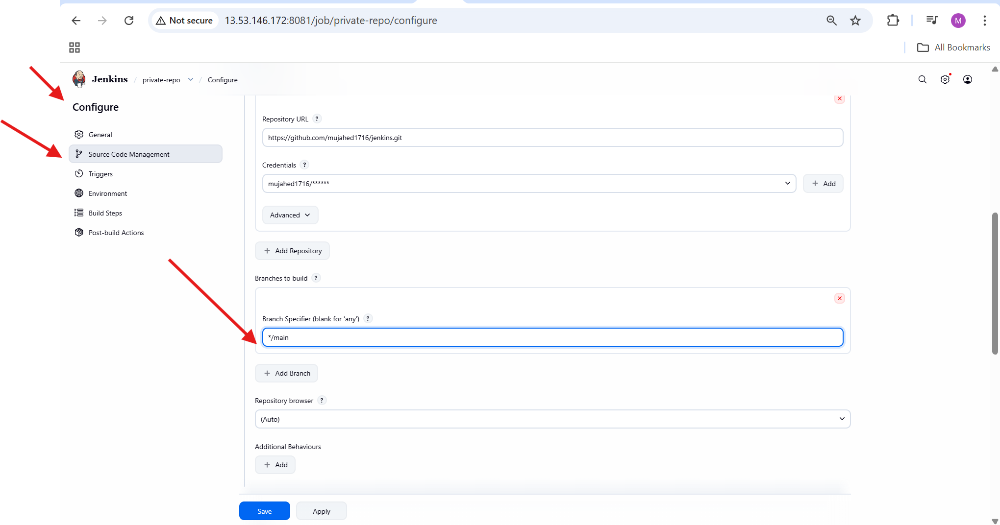 Not secure 13.53.146.172:8081/job/private-repo/configure
M
All Bookmarks
Jenkins / private-repo / Configure
Configure
General
Source Code Management
Triggers
Environment
Build Steps
Post-build Actions
Repository URL ?
https://github.com/mujahed1716/jenkins.git
Credentials ?
mujahed1716/******
+ Add
Advanced
+ Add Repository
Branches to build ?
Branch Specifier (blank for 'any') ?
*/main
+ Add Branch
Repository browser ?
(Auto)
Additional Behaviours
+ Add
Save Apply